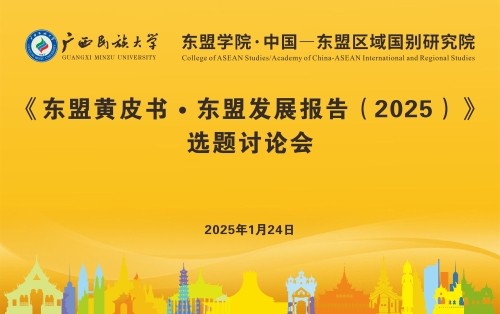 广西民族大学
GUANGXI MINZU UNIVERSITY
东盟学院·中国—东盟区域国别研究院
College of ASEAN Studies/Academy of China-ASEAN International and Regional Studies
《东盟黄皮书·东盟发展报告（2025）》
选题讨论会
2025年1月24日